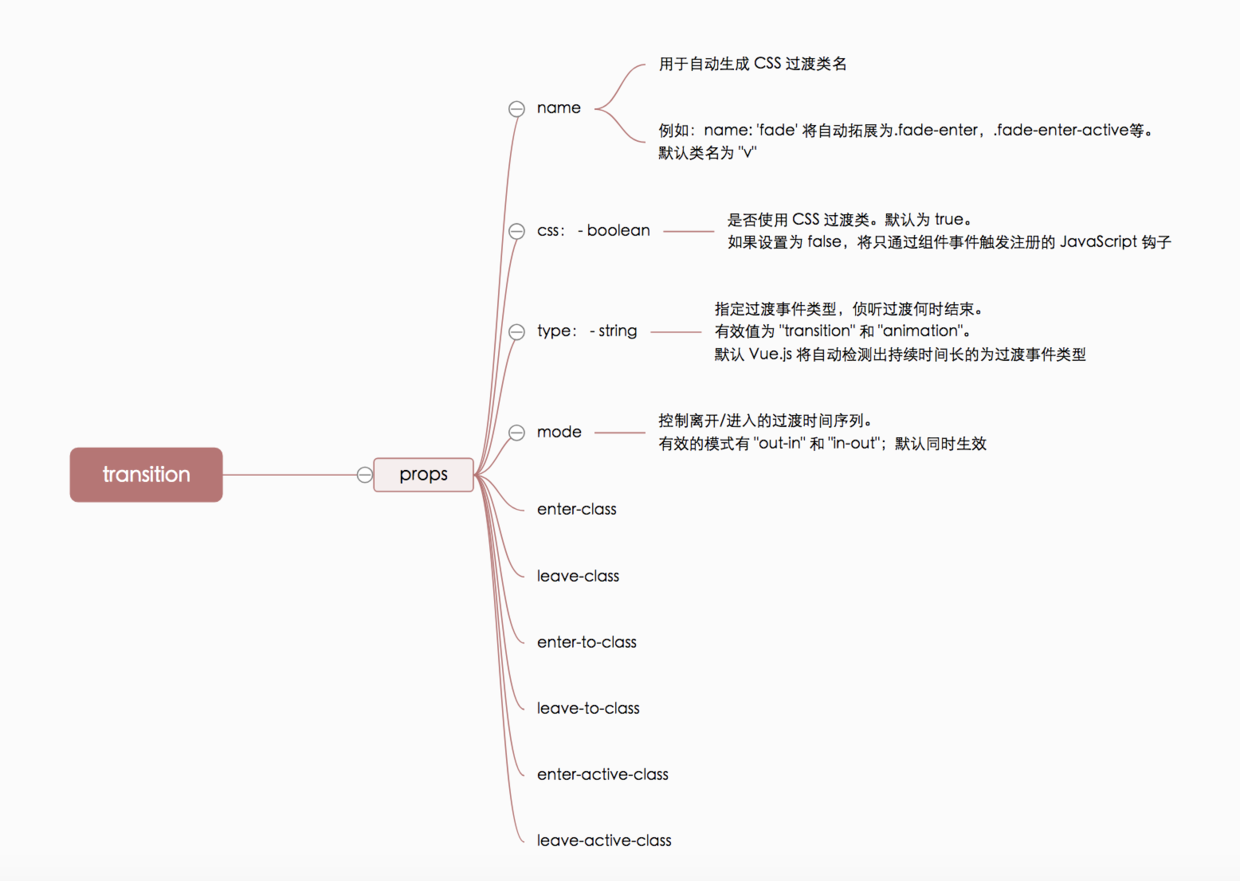 用于自动生成 CSS 过渡类名
name
例如：name: 'fade' 将自动拓展为.fade-enter，.fade-enter-active等。
默认类名为 "v"
css： - boolean
是否使用 CSS 过渡类。默认为 true。
如果设置为 false，将只通过组件事件触发注册的 JavaScript 钩子
type： - string
指定过渡事件类型，侦听过渡何时结束。
有效值为 "transition" 和 "animation"。
默认 Vue.js 将自动检测出持续时间长的为过渡事件类型
mode
控制离开/进入的过渡时间序列。
有效的模式有 "out-in" 和 "in-out"；默认同时生效
transition
props
enter-class
leave-class
enter-to-class
leave-to-class
enter-active-class
leave-active-class